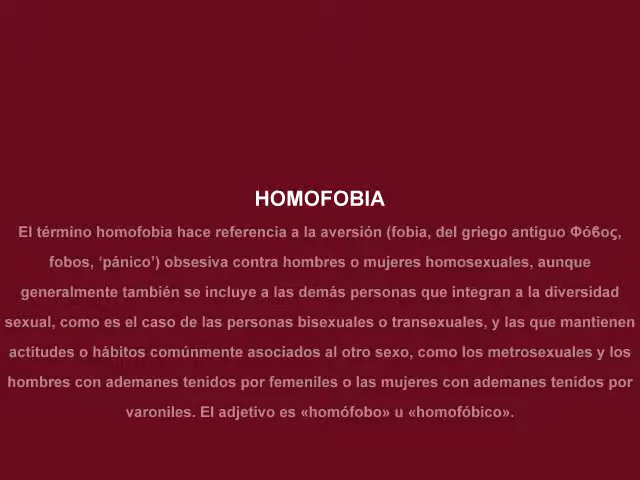 HOMOFOBIA
El término homofobia hace referencia a la aversión (fobia, del griego antiguo Φόϐος,
fobos, ‘pánico’) obsesiva contra hombres o mujeres homosexuales, aunque
generalmente también se incluye a las demás personas que integran a la diversidad
sexual, como es el caso de las personas bisexuales o transexuales, y las que mantienen
actitudes o hábitos comúnmente asociados al otro sexo, como los metrosexuales y los
hombres con ademanes tenidos por femeniles o las mujeres con ademanes tenidos por
varoniles. El adjetivo es «homófobo» u «homofóbico».